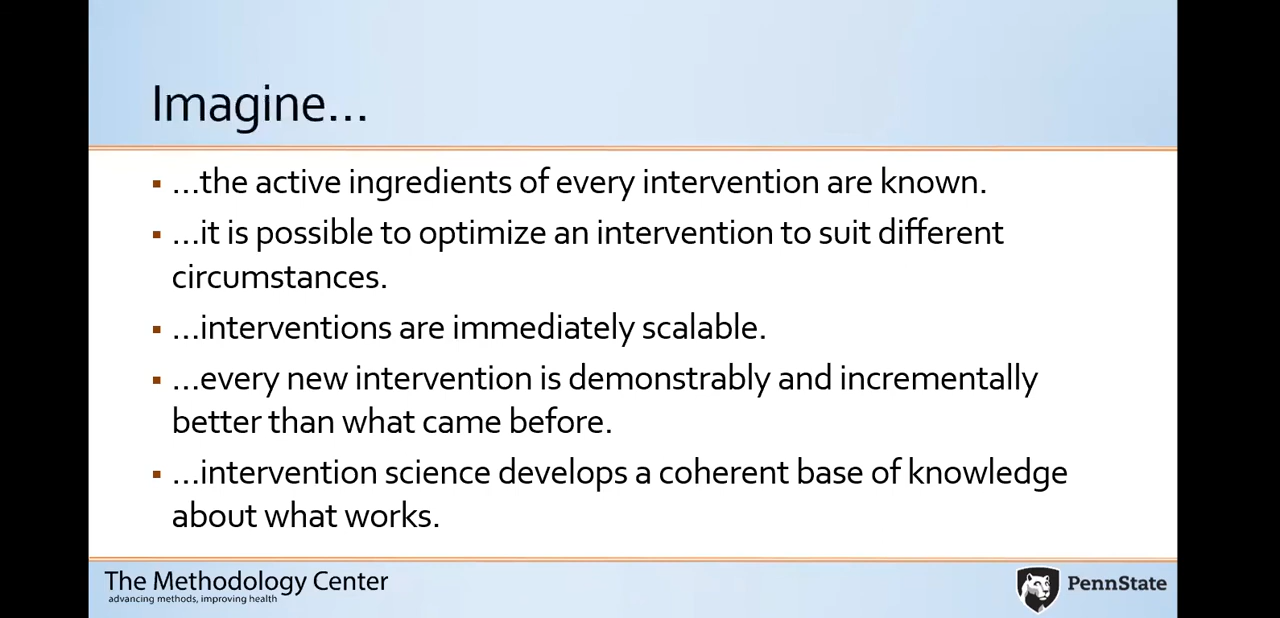 Imagine...
...the active ingredients of every intervention are known.
...it is possible to optimize an intervention to suit different
circumstances.
...interventions are immediately scalable.
...every new intervention is demonstrably and incrementally
better than what came before.
...intervention science develops a coherent base of knowledge
about what works.
The Methodology Center
advancing methods, improving health
PennState